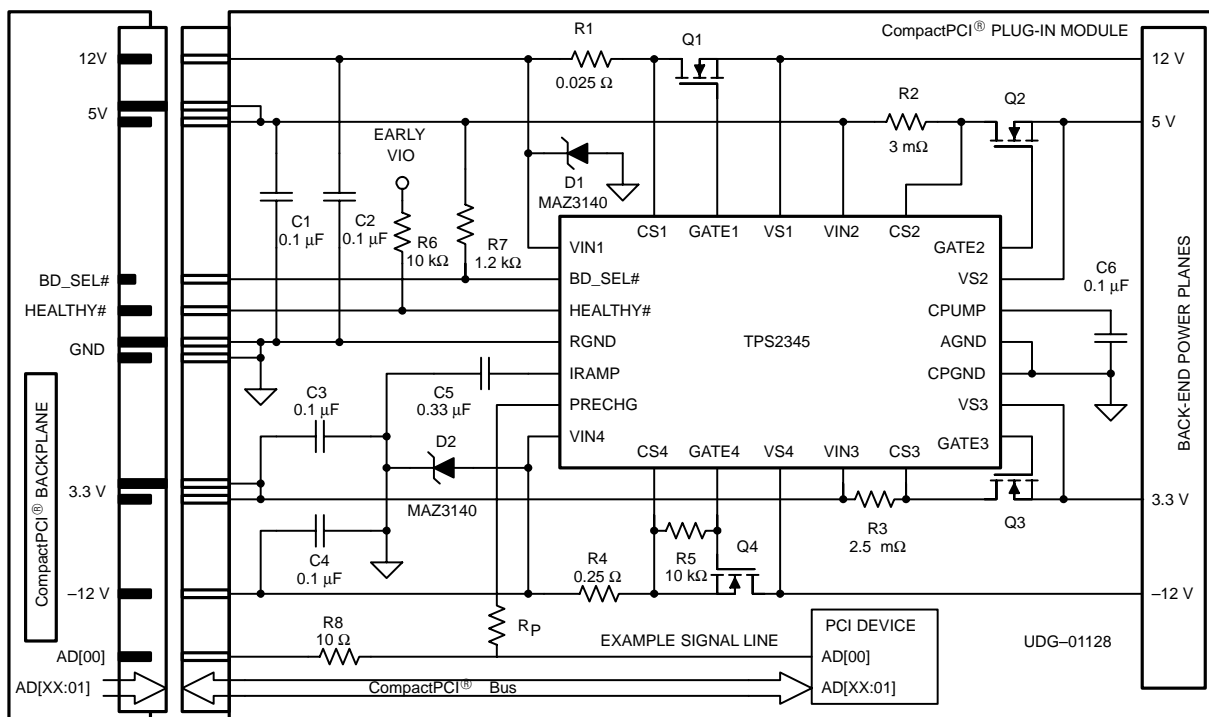 CompactPCI® PLUG-IN MODULE
12V
5V
BD_SEL#
HEALTHY#
GND
3.3 V
–12 V
AD[00]
AD[XX:01]
CompactPCI® BACKPLANE
R1
0.025 Ω
Q1
R2
3 mΩ
Q2
12 V
5 V
EARLY
VIO
D1
MAZ3140
C1
0.1 μF
C2
0.1 μF
R6
10 kΩ
R7
1.2 kΩ
CS1
GATE1
VS1
VIN2
CS2
VIN1
BD_SEL#
HEALTHY#
RGND
IRAMP
PRECHG
VIN4
TPS2345
GATE2
VS2
CPUMP
AGND
CPGND
VS3
GATE3
CS4
GATE4
VS4
VIN3
CS3
C6
0.1 μF
BACK-END POWER PLANES
C3
0.1 μF
C5
0.33 μF
D2
MAZ3140
C4
0.1 μF
R4
0.25 Ω
R5
10 kΩ
Q4
R3
2.5 mΩ
Q3
3.3 V
–12 V
R8
10 Ω
RP
EXAMPLE SIGNAL LINE
PCI DEVICE
AD[00]
AD[XX:01]
UDG–01128
CompactPCI® Bus